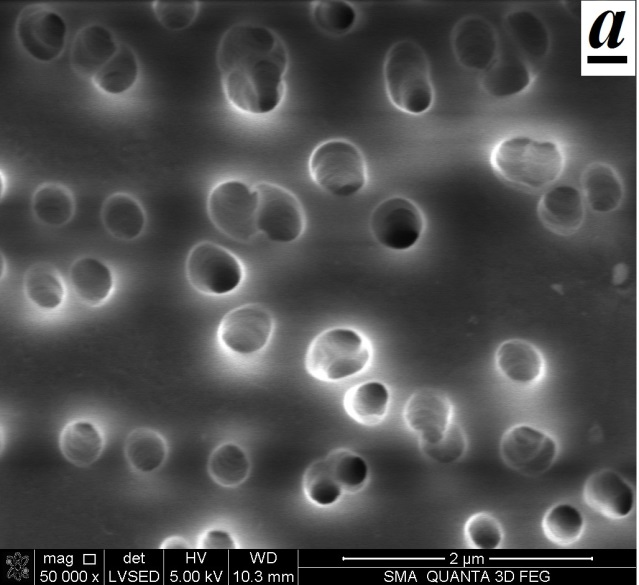 a
mag det HV WD 2 µm
50 000 x LVSED 5.00 kV 10.3 mm SMA QUANTA 3D FEG